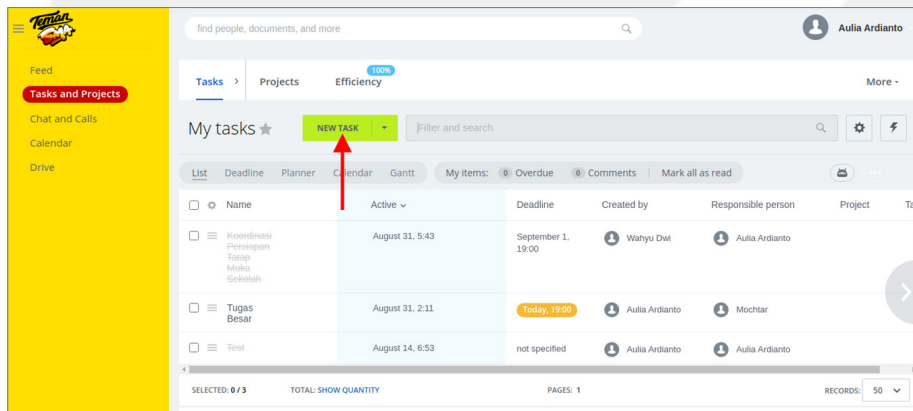 Teman
find people, documents, and more
Aulia Ardianto
Feed
Tasks and Projects
Chat and Calls
Calendar
Drive
Tasks > Projects Efficiency 100% More
My tasks NEW TASK Filter and search
List Deadline Planner Calendar Gantt My items: 0 Overdue 0 Comments Mark all as read
Name Active Deadline Created by Responsible person Project
Koordinasi
Persiapan
Tatap
Muka
Sekolah
August 31, 5:43
September 1,
19:00
Wahyu Dwi
Aulia Ardianto
Tugas
Besar
August 31, 2:11
Today, 19:00
Aulia Ardianto
Mochtar
Test
August 14, 6:53
not specified
Aulia Ardianto
Aulia Ardianto
SELECTED: 0 / 3 TOTAL: SHOW QUANTITY PAGES: 1 RECORDS: 50